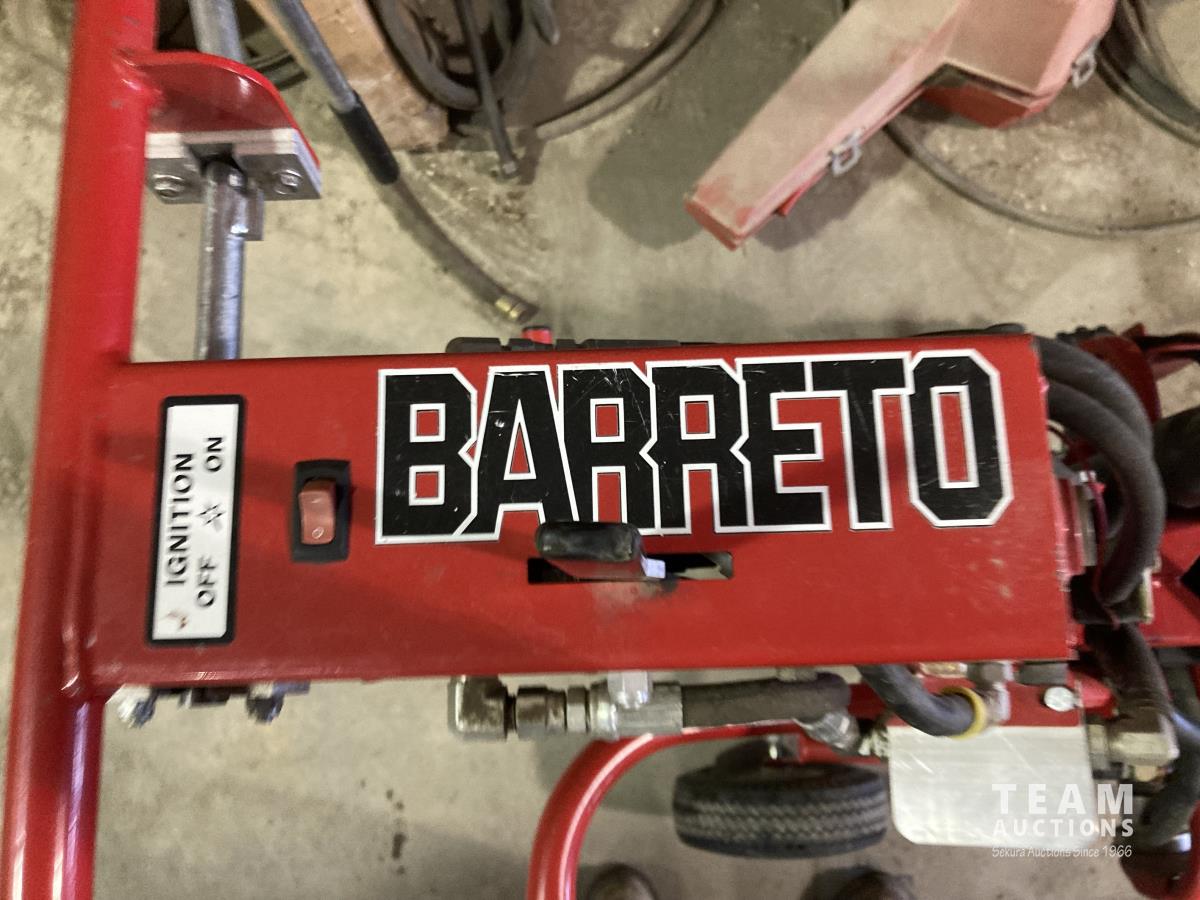 BARRETO
IGNITION
OFF ON
TEAM
AUCTIONS
Sekura Auctions Since 1966